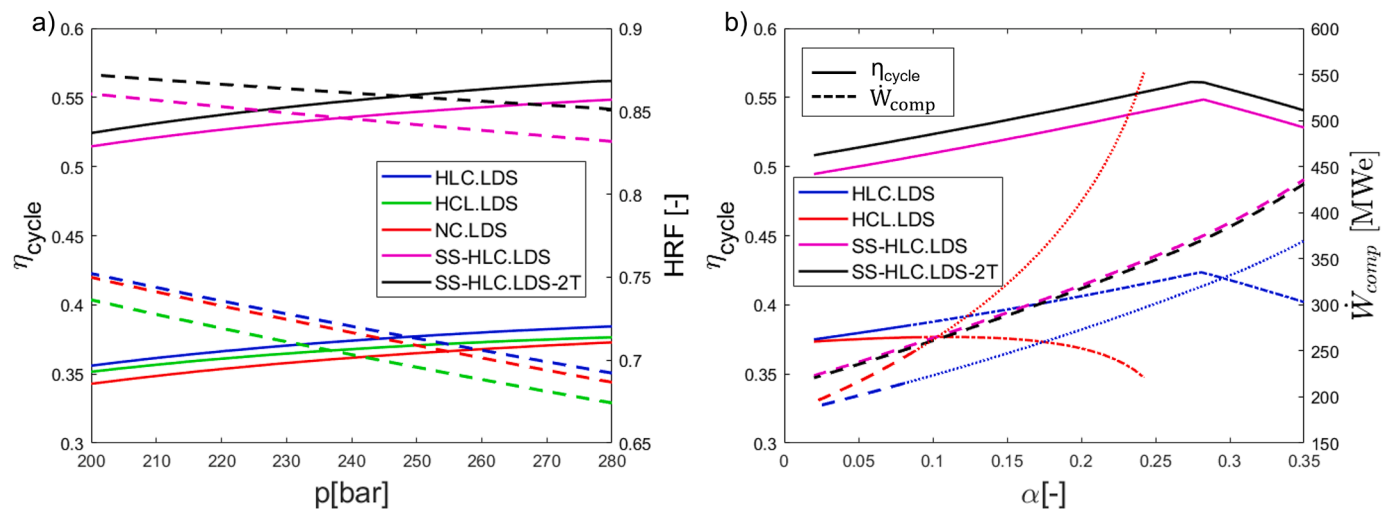 a)
0.6
0.55
0.5
0.45
0.4
0.35
0.3
η_cycle
0.9
0.85
0.8
0.75
0.7
0.65
HRF [-]
HLC.LDS
HCL.LDS
NC.LDS
SS-HLC.LDS
SS-HLC.LDS-2T
200 210 220 230 240 250 260 270 280
p[bar]
b)
0.6
0.55
0.5
0.45
0.4
0.35
0.3
η_cycle
η_cycle
Ẇ_comp
600
550
500
450
400
350
300
250
200
150
Ẇ_comp [MWe]
HLC.LDS
HCL.LDS
SS-HLC.LDS
SS-HLC.LDS-2T
0 0.05 0.1 0.15 0.2 0.25 0.3 0.35
α[-]